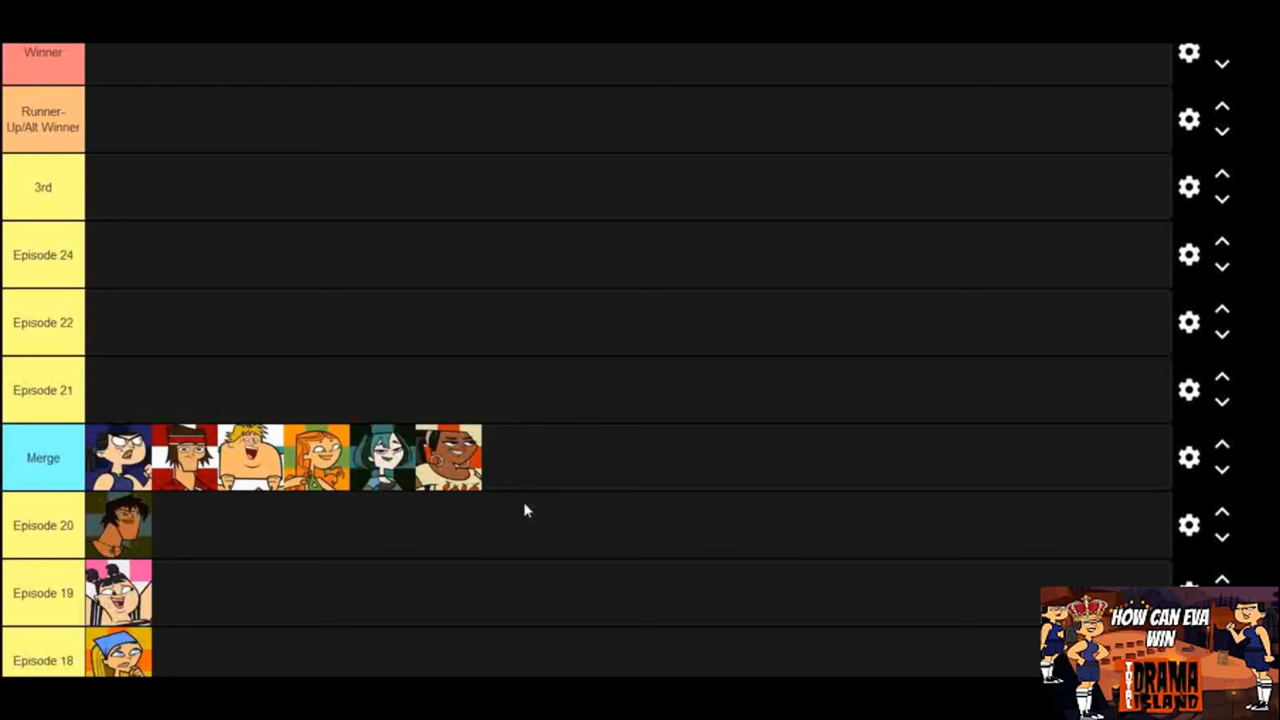 Winner
Runner-
Up/Alt Winner
3rd
Episode 24
Episode 22
Episode 21
Merge
Episode 20
Episode 19
Episode 18
HOW CAN EVA
WIN
TOTAL
DRAMA
ISLAND